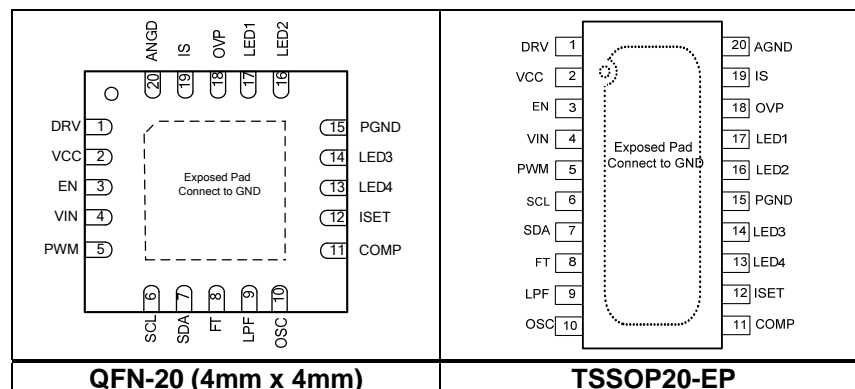 ANGD IS OVP LED1 LED2
20 19 18 17 16
DRV 1
VCC 2
EN 3
VIN 4
PWM 5
Exposed Pad
Connect to GND
15 PGND
14 LED3
13 LED4
12 ISET
11 COMP
6 7 8 9 10
SCL SDA FT LPF OSC
QFN-20 (4mm x 4mm)
DRV 1
VCC 2
EN 3
VIN 4
PWM 5
SCL 6
SDA 7
FT 8
LPF 9
OSC 10
Exposed Pad
Connect to GND
20 AGND
19 IS
18 OVP
17 LED1
16 LED2
15 PGND
14 LED3
13 LED4
12 ISET
11 COMP
TSSOP20-EP